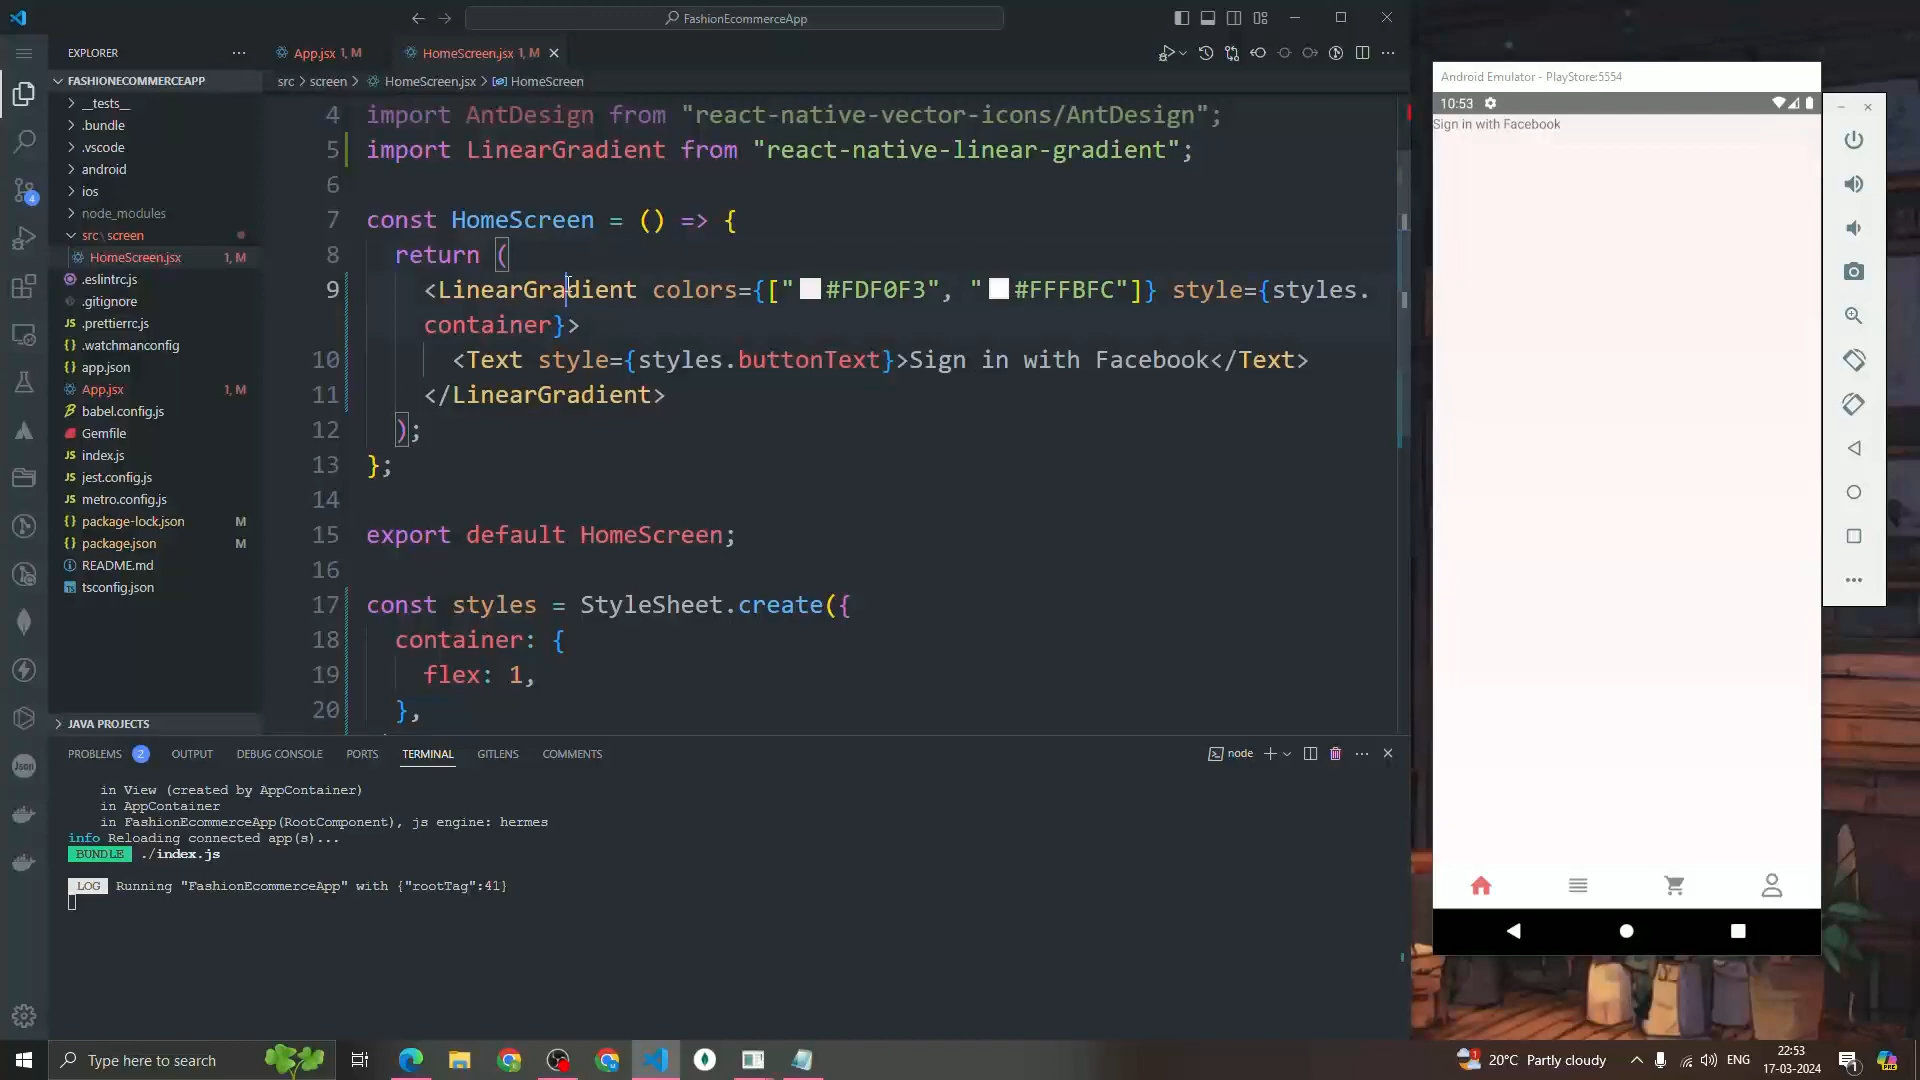 FashionEcommerceApp
EXPLORER
App.jsx 1, M
HomeScreen.jsx 1, M
FASHIONECOMMERCEAPP
src > screen > HomeScreen.jsx > HomeScreen
__tests__
.bundle
.vscode
android
ios
node_modules
src\screen
HomeScreen.jsx 1, M
.eslintrc.js
.gitignore
.prettierrc.js
.watchmanconfig
app.json
App.jsx 1, M
babel.config.js
Gemfile
index.js
jest.config.js
metro.config.js
package-lock.json M
package.json M
README.md
tsconfig.json
JAVA PROJECTS
4 import AntDesign from "react-native-vector-icons/AntDesign";
5 import LinearGradient from "react-native-linear-gradient";
6
7 const HomeScreen = () => {
8 return (
9 <LinearGradient colors={["#FDF0F3", "#FFFBFC"]} style={styles.
container}>
10 <Text style={styles.buttonText}>Sign in with Facebook</Text>
11 </LinearGradient>
12 );
13 };
14
15 export default HomeScreen;
16
17 const styles = StyleSheet.create({
18 container: {
19 flex: 1,
20 },
PROBLEMS 2 OUTPUT DEBUG CONSOLE PORTS TERMINAL GITLENS COMMENTS
node
in View (created by AppContainer)
in AppContainer
in FashionEcommerceApp(RootComponent), js engine: hermes
info Reloading connected app(s)...
BUNDLE ./index.js
LOG Running "FashionEcommerceApp" with {"rootTag":41}
Android Emulator - PlayStore:5554
10:53
Sign in with Facebook
4
Json
Type here to search
20°C Partly cloudy
ENG
22:53
17-03-2024
1